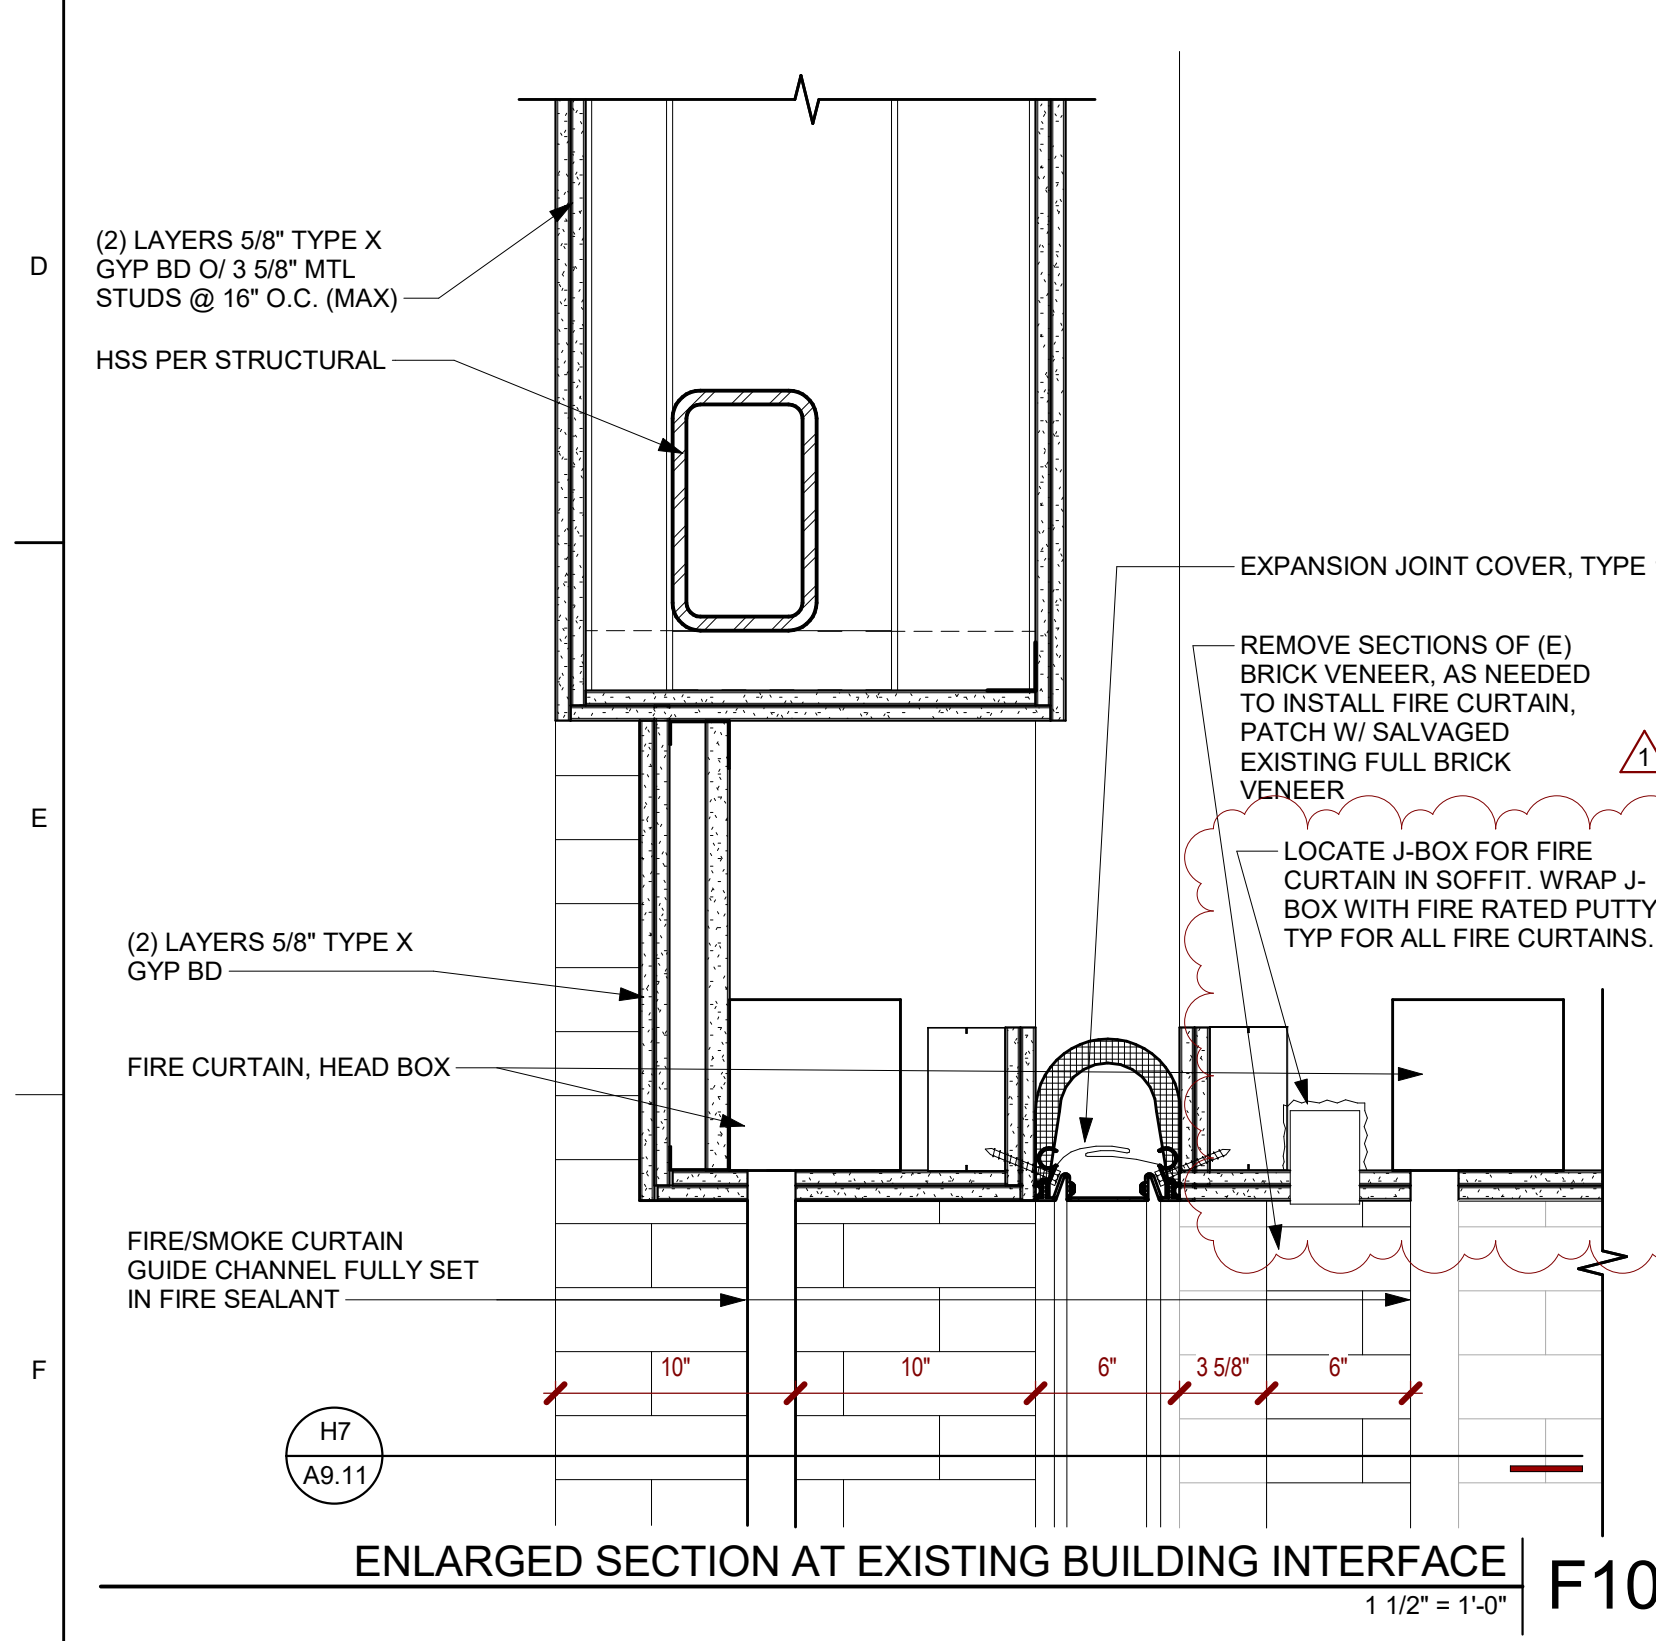 D
(2) LAYERS 5/8" TYPE X
GYP BD O/ 3 5/8" MTL
STUDS @ 16" O.C. (MAX)
HSS PER STRUCTURAL
EXPANSION JOINT COVER, TYPE
REMOVE SECTIONS OF (E)
BRICK VENEER, AS NEEDED
TO INSTALL FIRE CURTAIN,
PATCH W/ SALVAGED
EXISTING FULL BRICK
VENEER
1
E
LOCATE J-BOX FOR FIRE
CURTAIN IN SOFFIT. WRAP J-
BOX WITH FIRE RATED PUTTY
TYP FOR ALL FIRE CURTAINS.
(2) LAYERS 5/8" TYPE X
GYP BD
FIRE CURTAIN, HEAD BOX
FIRE/SMOKE CURTAIN
GUIDE CHANNEL FULLY SET
IN FIRE SEALANT
F
10" 10" 6" 3 5/8" 6"
H7
A9.11
ENLARGED SECTION AT EXISTING BUILDING INTERFACE
F10
1 1/2" = 1'-0"